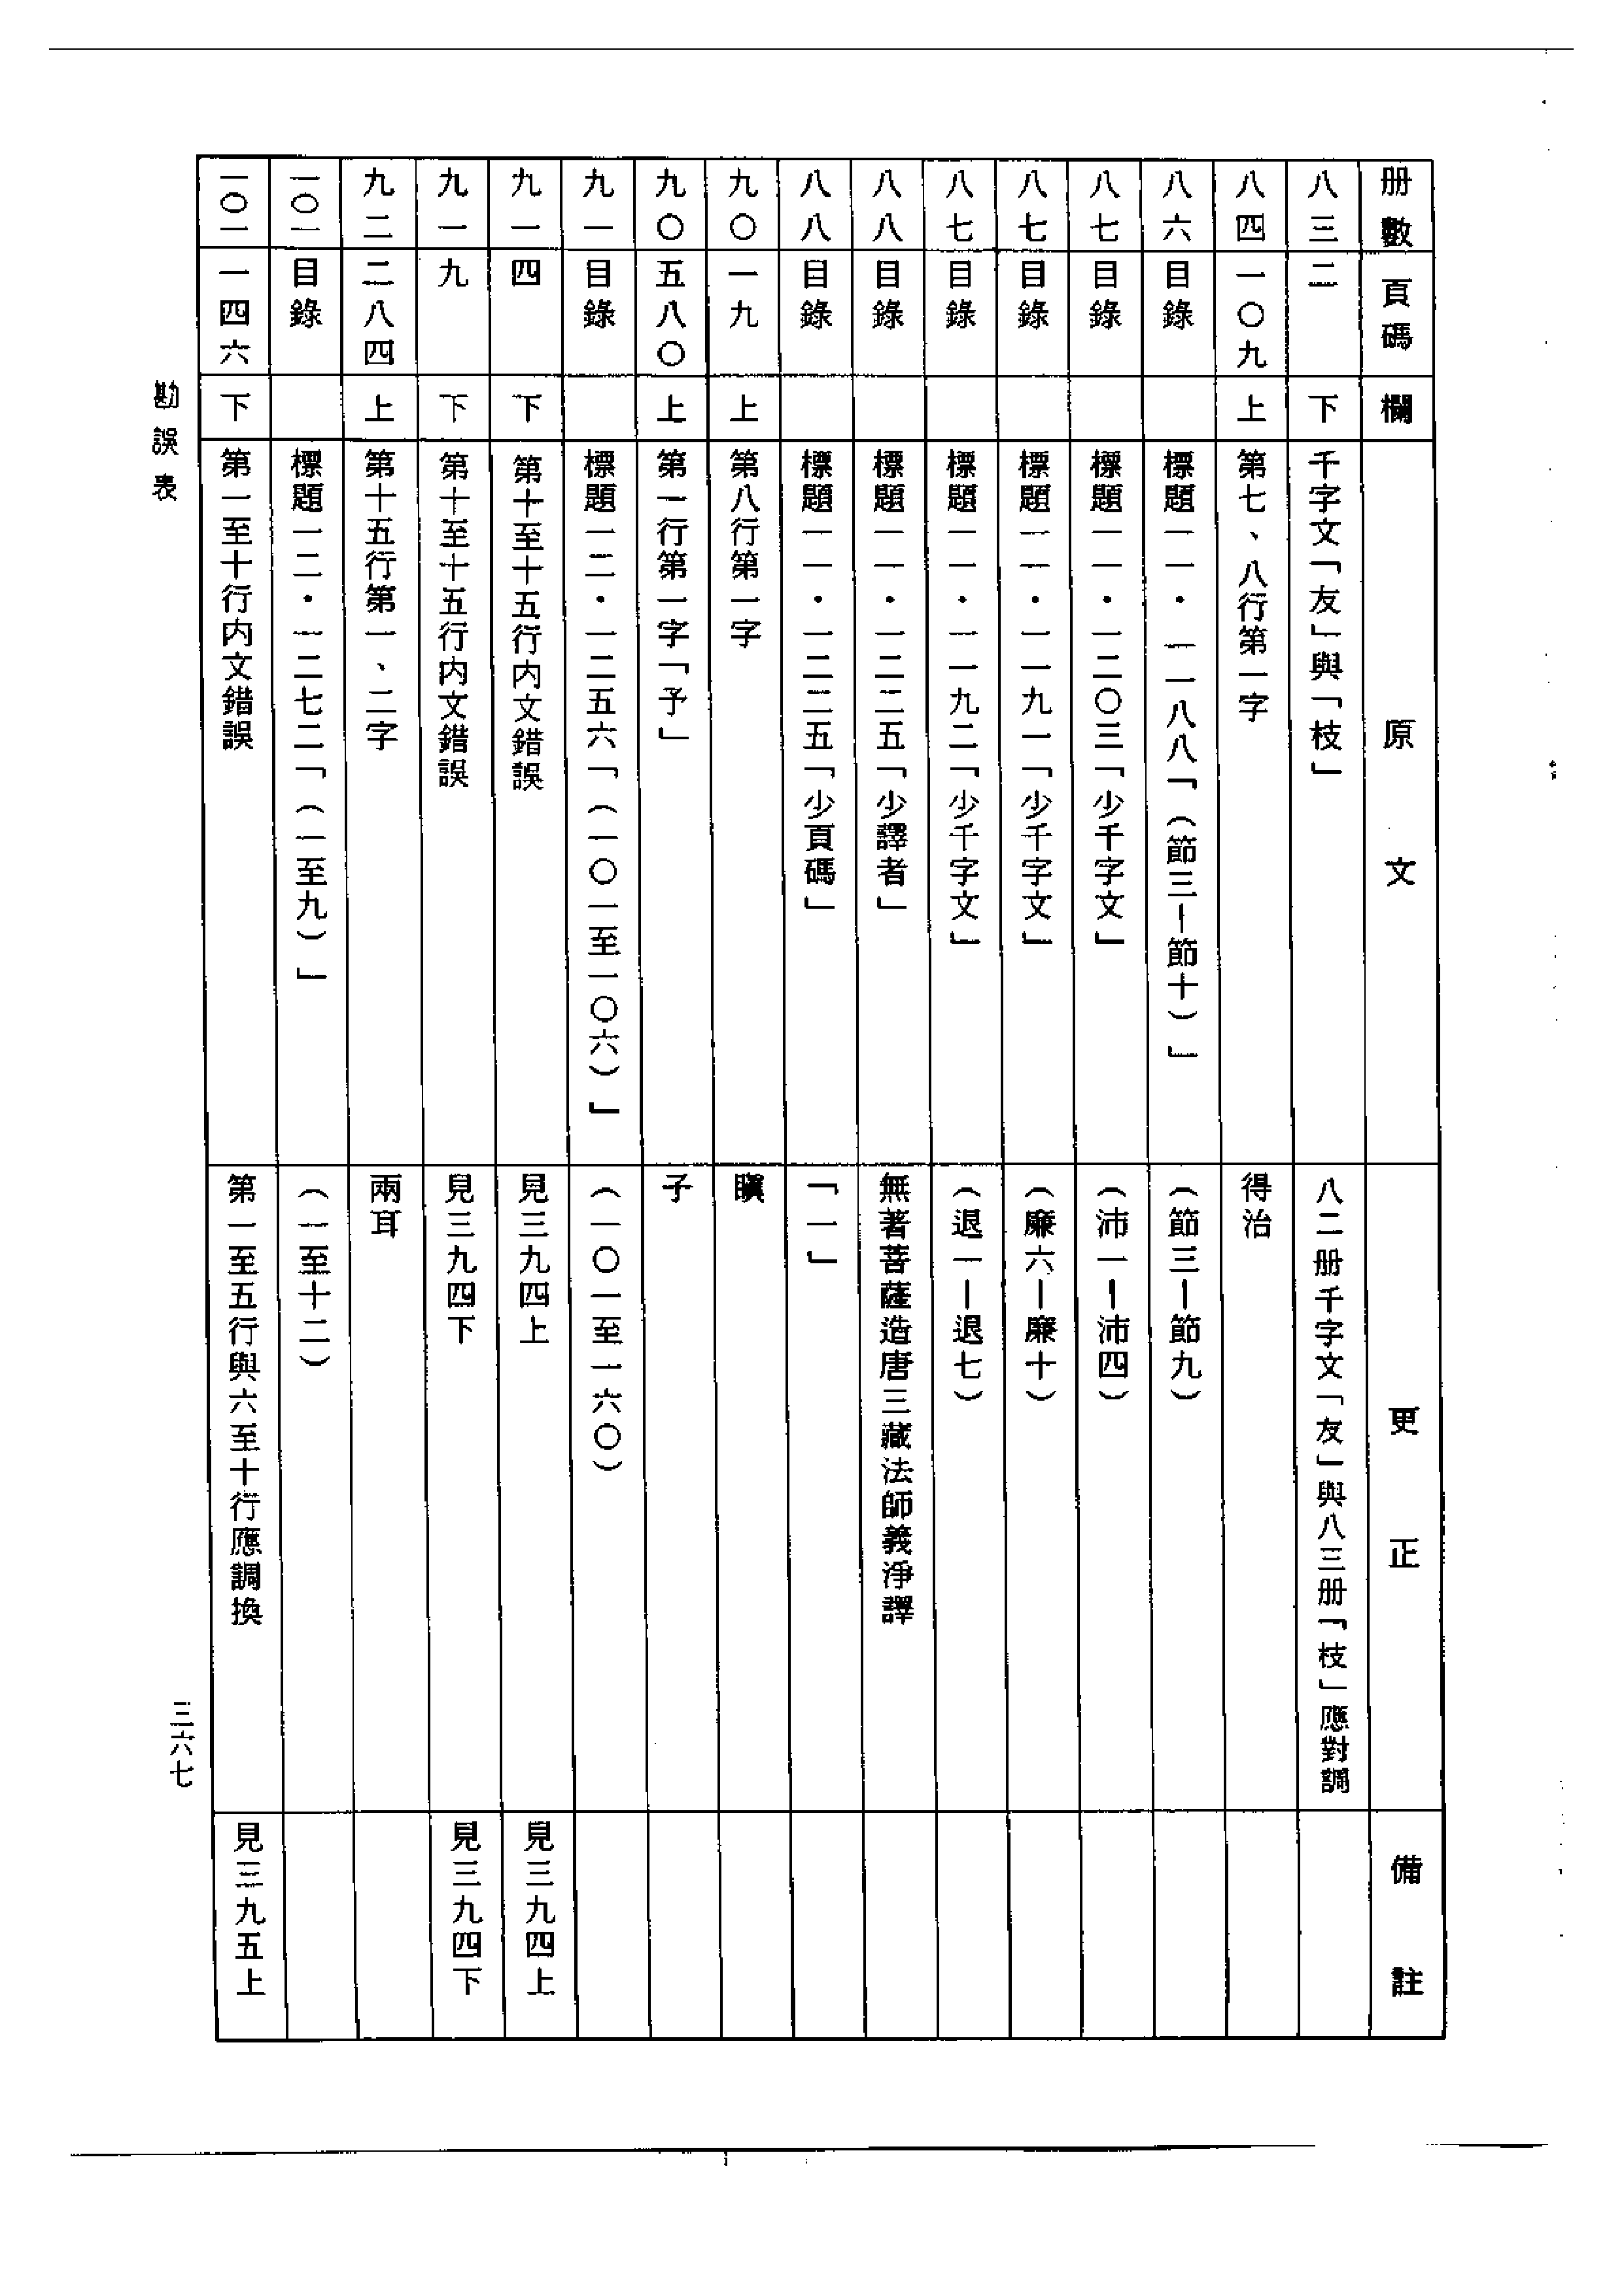 册數 頁碼 欄 原文 更正 備註
八三 二 下 千字文「友」與「枝」 八二册千字文「友」與八三册「枝」應對調
八四 一〇九 上 第七、八行第一字 得治
八六 目錄 標題一一·一一八八「（節三－節十）」 （節三－節九）
八七 目錄 標題一一·一二〇三「少千字文」 （沛一－沛四）
八七 目錄 標題一一·一一九一「少千字文」 （廉六－廉十）
八七 目錄 標題一一·一一九二「少千字文」 （退一－退七）
八八 目錄 標題一一·一二二五「少譯者」 無著菩薩造唐三藏法師義淨譯
八八 目錄 標題一一·一二二五「少頁碼」 「一」
九〇 一九 上 第八行第一字 瞋
九〇 五八〇 上 第一行第一字「予」 子
九一 目錄 標題一二·一二五六「（一〇一至一〇六）」 （一〇一至一六〇）
九一 四 下 第十至十五行内文錯誤 見三九四上 見三九四上
九一 九 下 第十至十五行内文錯誤 見三九四下 見三九四下
九二 二八四 上 第十五行第一、二字 兩耳
一〇一 目錄 標題一二·一二七二「（一至九）」 （一至十二）
一〇一 一四六 下 第一至十行内文錯誤 第一至五行與六至十行應調換 見三九五上
勘誤表
三六七